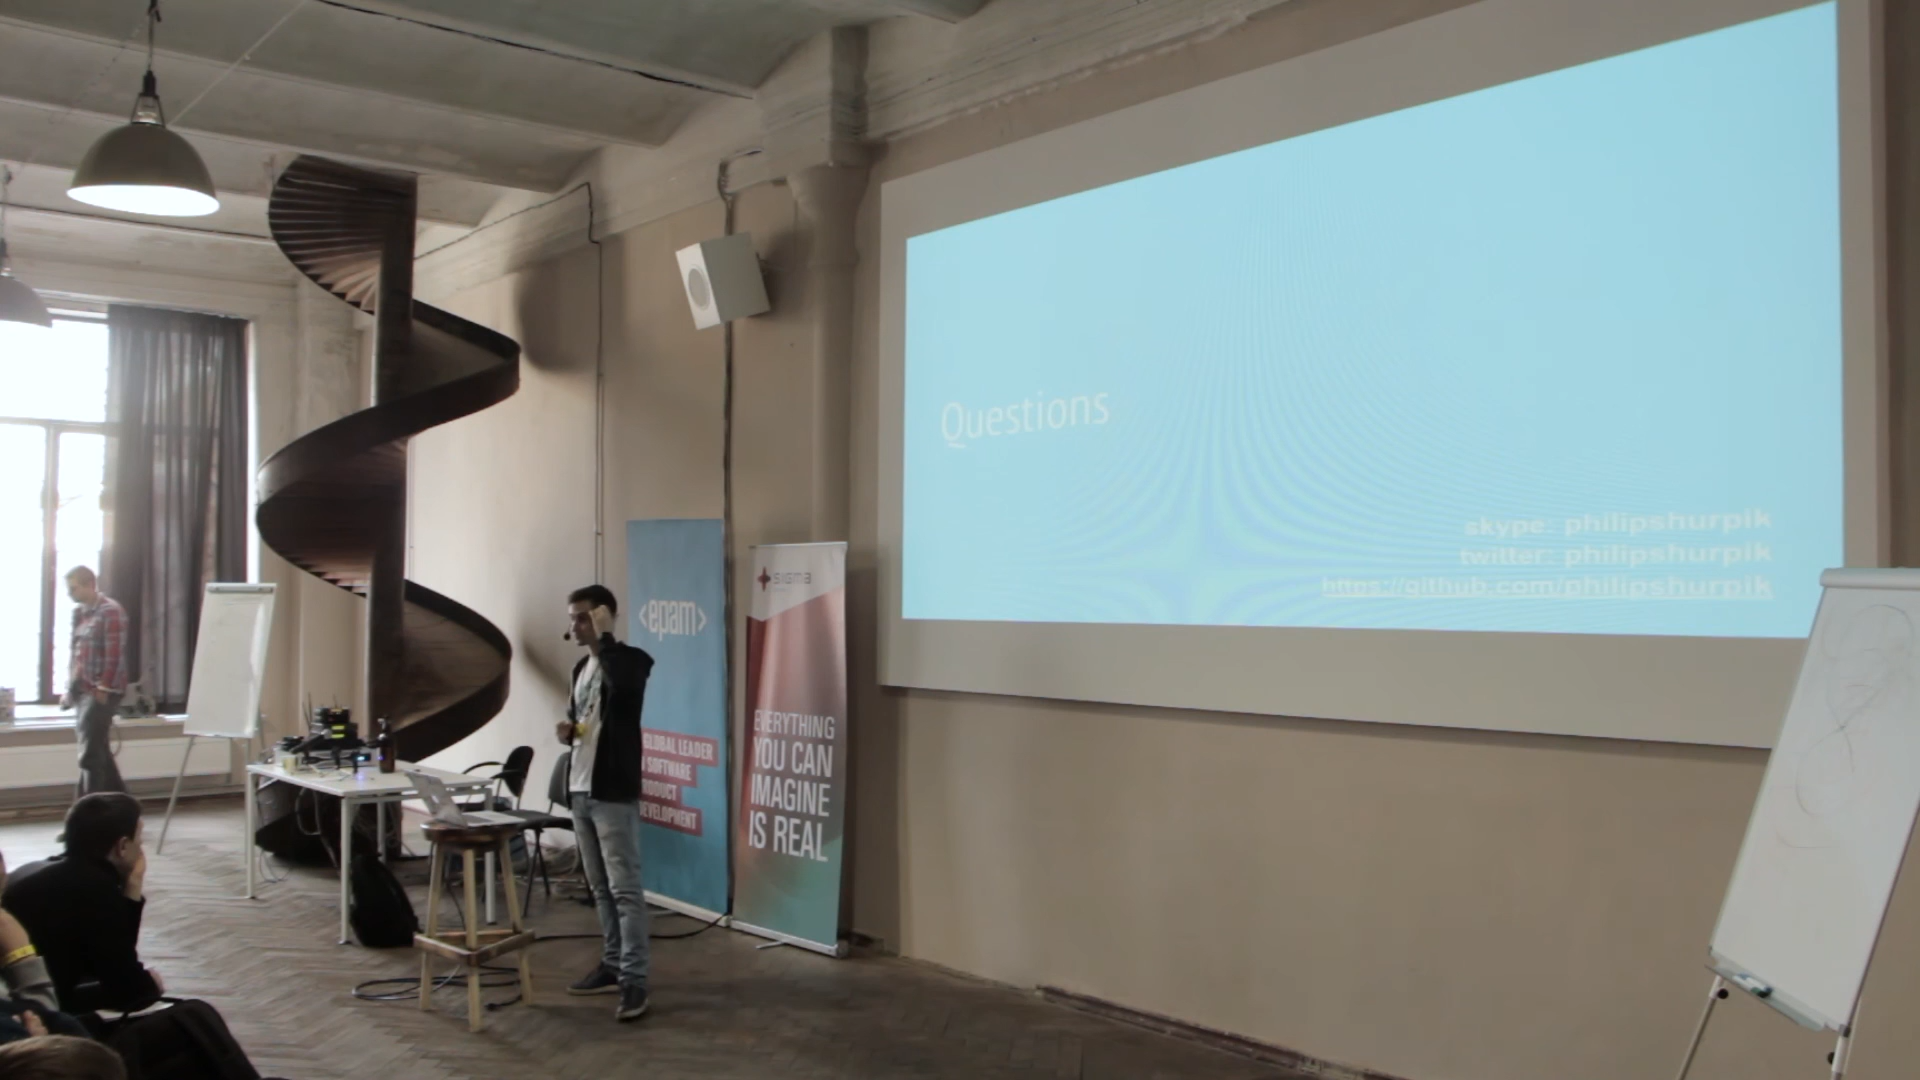 Questions
skype: philipshurpik
twitter: philipshurpik
https://github.com/philipshurpik
<epam>
GLOBAL LEADER
SOFTWARE
PRODUCT
DEVELOPMENT
SIGMA
EVERYTHING
YOU CAN
IMAGINE
IS REAL